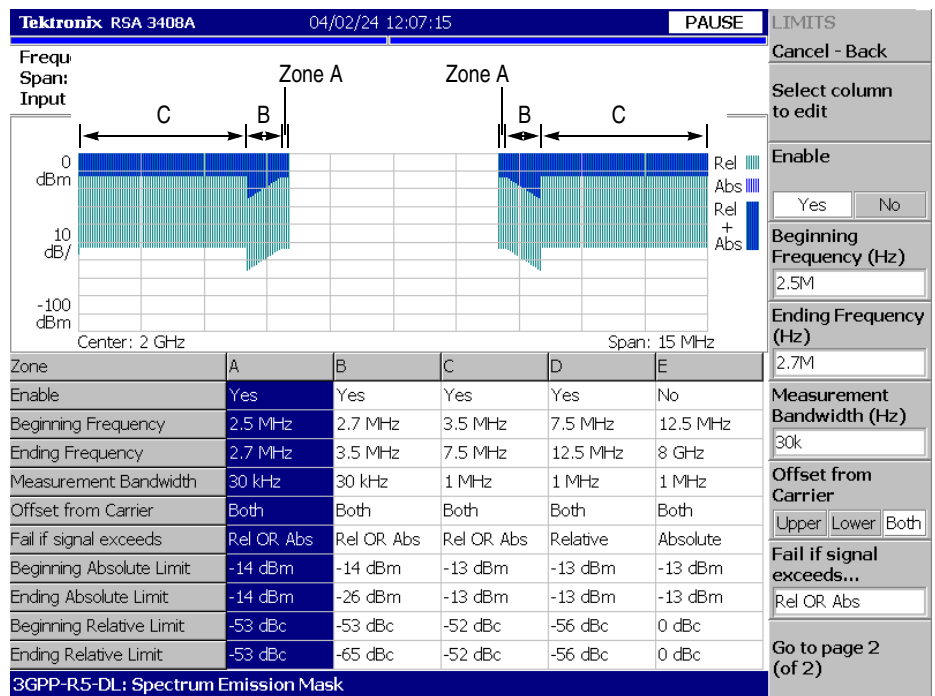 Tektronix RSA 3408A 04/02/24 12:07:15 PAUSE
Frequ
Span:
Input
Zone A Zone A
C B B C
0
dBm
10
dB/
-100
dBm
Rel
Abs
Rel
+
Abs
Center: 2 GHz Span: 15 MHz
Zone A B C D E
Enable Yes Yes Yes Yes No
Beginning Frequency 2.5 MHz 2.7 MHz 3.5 MHz 7.5 MHz 12.5 MHz
Ending Frequency 2.7 MHz 3.5 MHz 7.5 MHz 12.5 MHz 8 GHz
Measurement Bandwidth 30 kHz 30 kHz 1 MHz 1 MHz 1 MHz
Offset from Carrier Both Both Both Both Both
Fail if signal exceeds Rel OR Abs Rel OR Abs Rel OR Abs Relative Absolute
Beginning Absolute Limit -14 dBm -14 dBm -13 dBm -13 dBm -13 dBm
Ending Absolute Limit -14 dBm -26 dBm -13 dBm -13 dBm -13 dBm
Beginning Relative Limit -53 dBc -53 dBc -52 dBc -56 dBc 0 dBc
Ending Relative Limit -53 dBc -65 dBc -52 dBc -56 dBc 0 dBc
3GPP-R5-DL: Spectrum Emission Mask
LIMITS
Cancel - Back
Select column
to edit
Enable
Yes No
Beginning
Frequency (Hz)
2.5M
Ending Frequency
(Hz)
2.7M
Measurement
Bandwidth (Hz)
30k
Offset from
Carrier
Upper Lower Both
Fail if signal
exceeds...
Rel OR Abs
Go to page 2
(of 2)